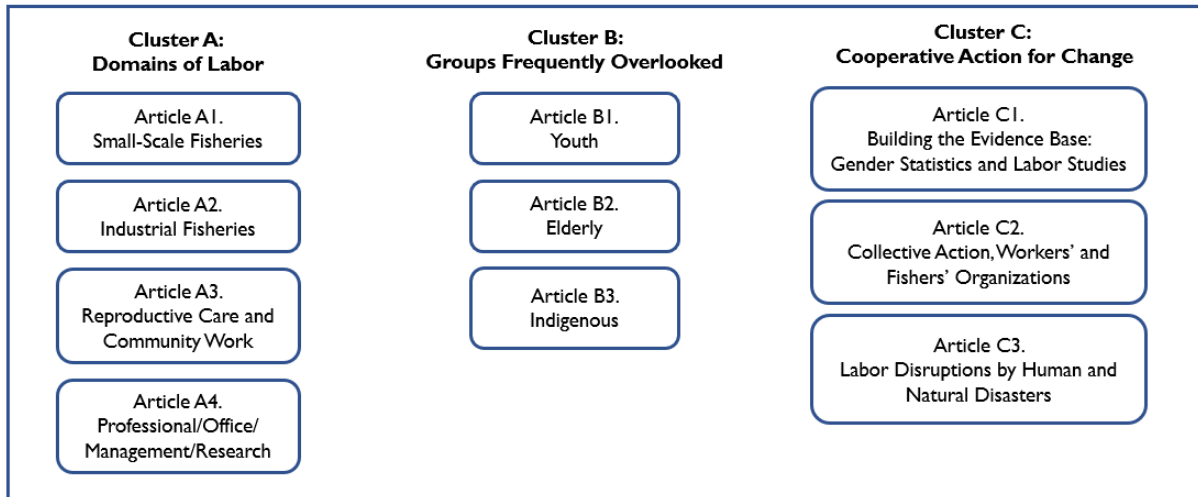 Cluster A:
Domains of Labor
Article A1.
Small-Scale Fisheries
Article A2.
Industrial Fisheries
Article A3.
Reproductive Care and
Community Work
Article A4.
Professional/Office/
Management/Research
Cluster B:
Groups Frequently Overlooked
Article B1.
Youth
Article B2.
Elderly
Article B3.
Indigenous
Cluster C:
Cooperative Action for Change
Article C1.
Building the Evidence Base:
Gender Statistics and Labor Studies
Article C2.
Collective Action, Workers’ and
Fishers’ Organizations
Article C3.
Labor Disruptions by Human and
Natural Disasters